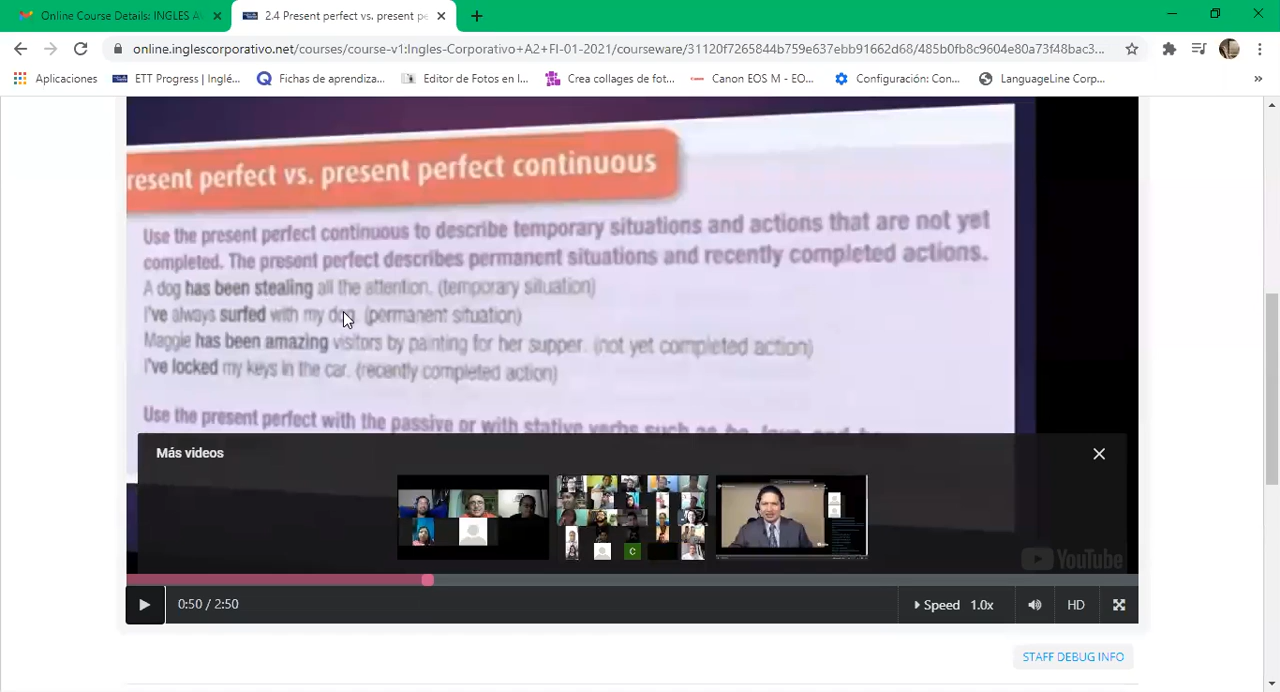 Online Course Details: INGLES A
2.4 Present perfect vs. present pe
online.inglescorporativo.net/courses/course-v1:Ingles-Corporativo+A2+FI-01-2021/courseware/31120f7265844b759e637ebb91662d68/485b0fb8c9604e80a73f48bac3...
Aplicaciones
ETT Progress | Inglé...
Fichas de aprendiza...
Editor de Fotos en l...
Crea collages de fot...
Canon EOS M - EO...
Configuración: Con...
LanguageLine Corp...
»
resent perfect vs. present perfect continuous
Use the present perfect continuous to describe temporary situations and actions that are not yet
completed. The present perfect describes permanent situations and recently completed actions.
A dog has been stealing all the attention. (temporary situation)
I've always surfed with my dog. (permanent situation)
Maggie has been amazing visitors by painting for her supper. (not yet completed action)
I've locked my keys in the car. (recently completed action)
Use the present perfect with the passive or with stative verbs such as be, love, and
Más videos
C
YouTube
0:50 / 2:50
Speed 1.0x
HD
STAFF DEBUG INFO